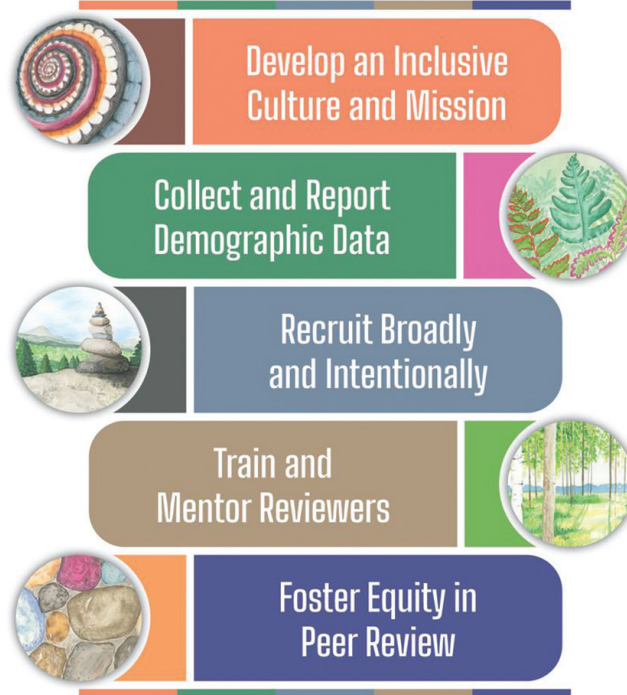 Develop an Inclusive
Culture and Mission
Collect and Report
Demographic Data
Recruit Broadly
and Intentionally
Train and
Mentor Reviewers
Foster Equity in
Peer Review